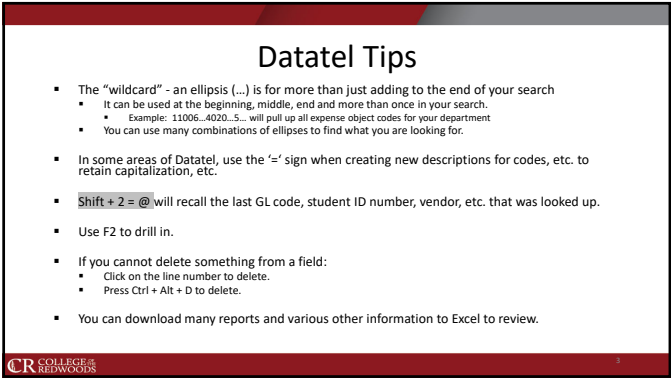 Datatel Tips
▪ The “wildcard” - an ellipsis (…) is for more than just adding to the end of your search
▪ It can be used at the beginning, middle, end and more than once in your search.
▪ Example: 11006…4020…5… will pull up all expense object codes for your department
▪ You can use many combinations of ellipses to find what you are looking for.
▪ In some areas of Datatel, use the ‘=‘ sign when creating new descriptions for codes, etc. to
retain capitalization, etc.
▪ Shift + 2 = @ will recall the last GL code, student ID number, vendor, etc. that was looked up.
▪ Use F2 to drill in.
▪ If you cannot delete something from a field:
▪ Click on the line number to delete.
▪ Press Ctrl + Alt + D to delete.
▪ You can download many reports and various other information to Excel to review.
3
CR COLLEGE OF THE
REDWOODS